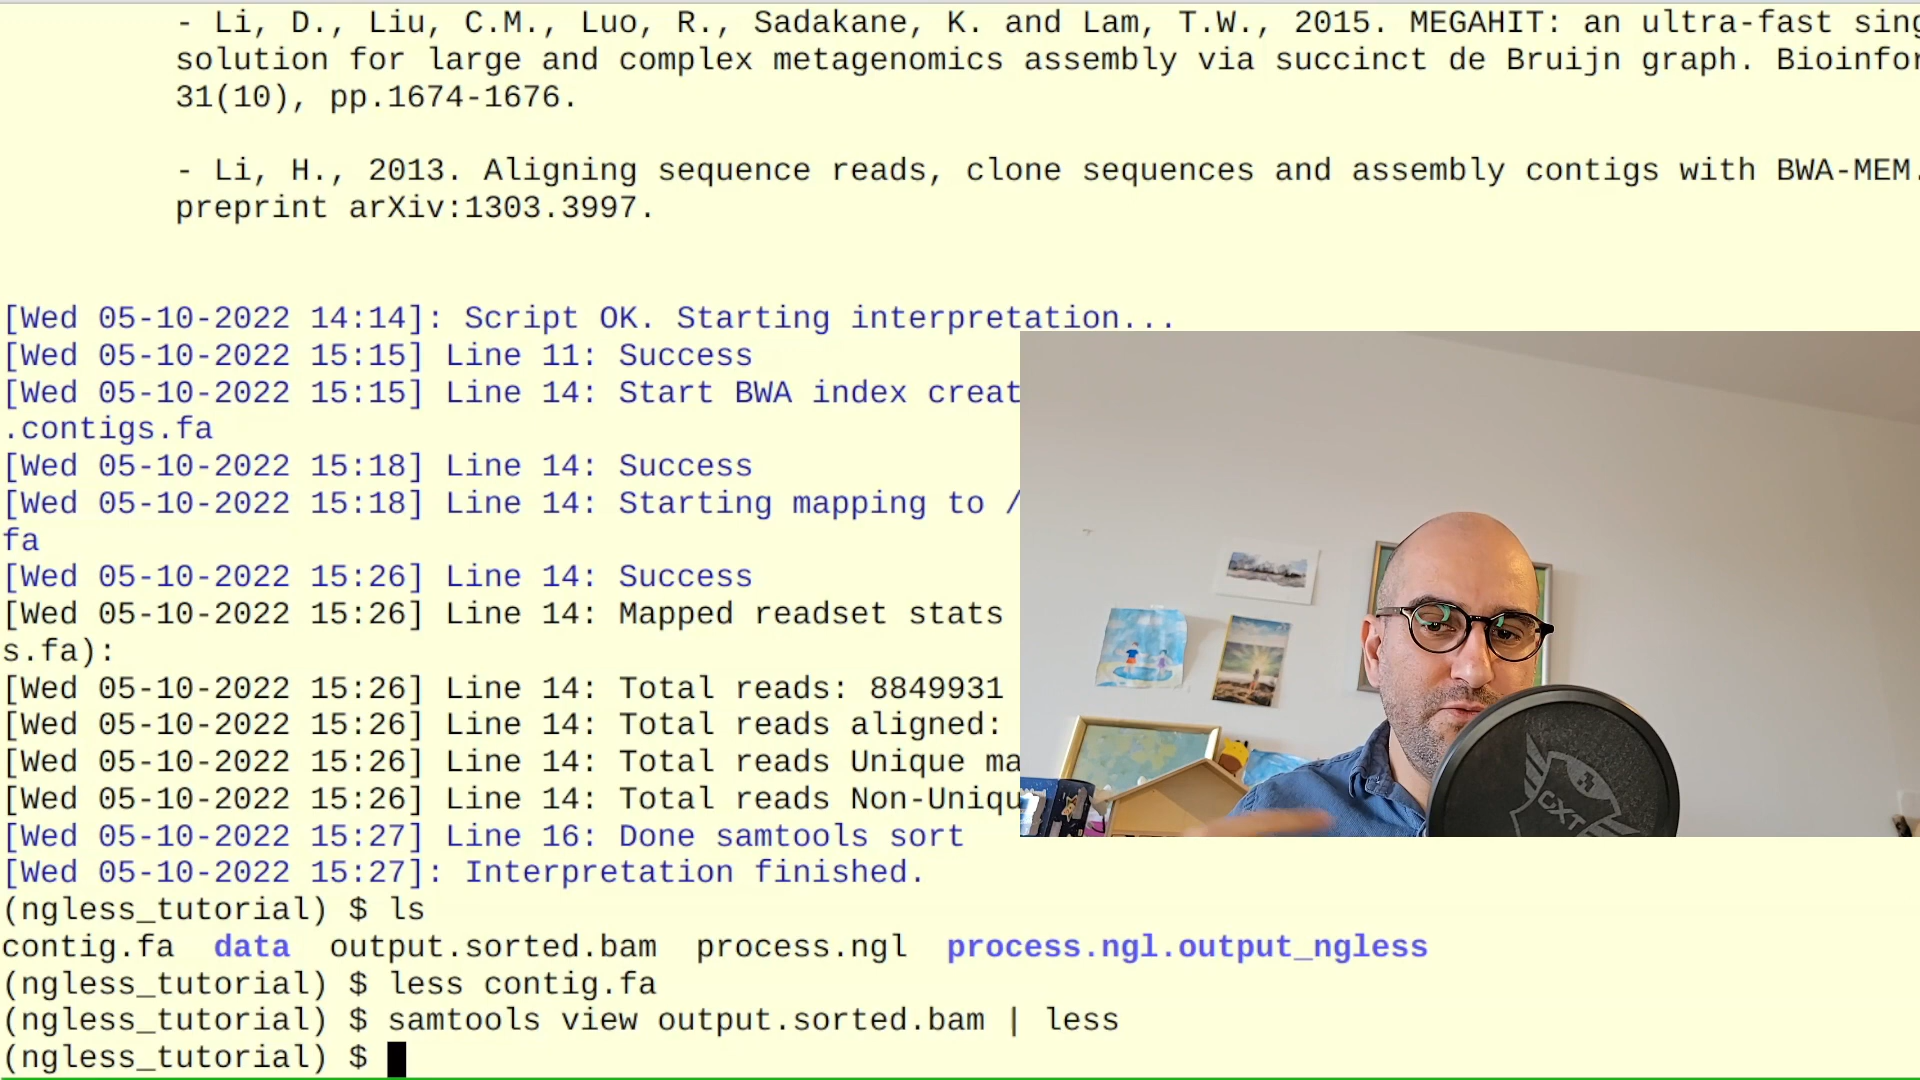 - Li, D., Liu, C.M., Luo, R., Sadakane, K. and Lam, T.W., 2015. MEGAHIT: an ultra-fast sing
solution for large and complex metagenomics assembly via succinct de Bruijn graph. Bioinfor
31(10), pp.1674-1676.
- Li, H., 2013. Aligning sequence reads, clone sequences and assembly contigs with BWA-MEM.
preprint arXiv:1303.3997.
[Wed 05-10-2022 14:14]: Script OK. Starting interpretation...
[Wed 05-10-2022 15:15] Line 11: Success
[Wed 05-10-2022 15:15] Line 14: Start BWA index creat
.contigs.fa
[Wed 05-10-2022 15:18] Line 14: Success
[Wed 05-10-2022 15:18] Line 14: Starting mapping to /
fa
[Wed 05-10-2022 15:26] Line 14: Success
[Wed 05-10-2022 15:26] Line 14: Mapped readset stats
s.fa):
[Wed 05-10-2022 15:26] Line 14: Total reads: 8849931
[Wed 05-10-2022 15:26] Line 14: Total reads aligned:
[Wed 05-10-2022 15:26] Line 14: Total reads Unique ma
[Wed 05-10-2022 15:26] Line 14: Total reads Non-Uniqu
[Wed 05-10-2022 15:27] Line 16: Done samtools sort
[Wed 05-10-2022 15:27]: Interpretation finished.
(ngless_tutorial) $ ls
contig.fa data output.sorted.bam process.ngl process.ngl.output_ngless
(ngless_tutorial) $ less contig.fa
(ngless_tutorial) $ samtools view output.sorted.bam | less
(ngless_tutorial) $
CXT